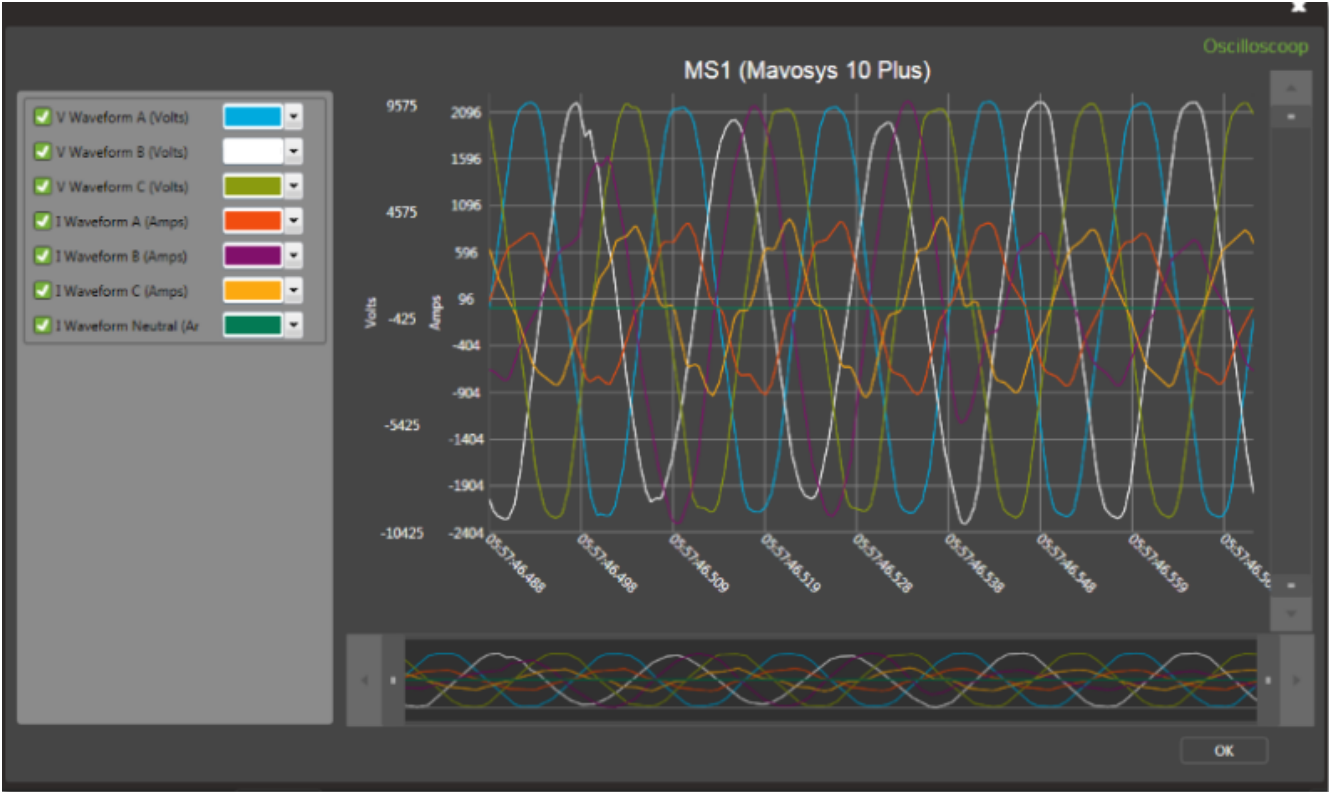 Oscilloscoop
MS1 (Mavosys 10 Plus)
V Waveform A (Volts)
V Waveform B (Volts)
V Waveform C (Volts)
I Waveform A (Amps)
I Waveform B (Amps)
I Waveform C (Amps)
I Waveform Neutral (Ar
Volts
9575
4575
-425
-5425
-10425
Amps
2096
1596
1096
596
96
-404
-904
-1404
-1904
-2404
05:57:46.488
05:57:46.498
05:57:46.509
05:57:46.519
05:57:46.528
05:57:46.538
05:57:46.548
05:57:46.559
OK